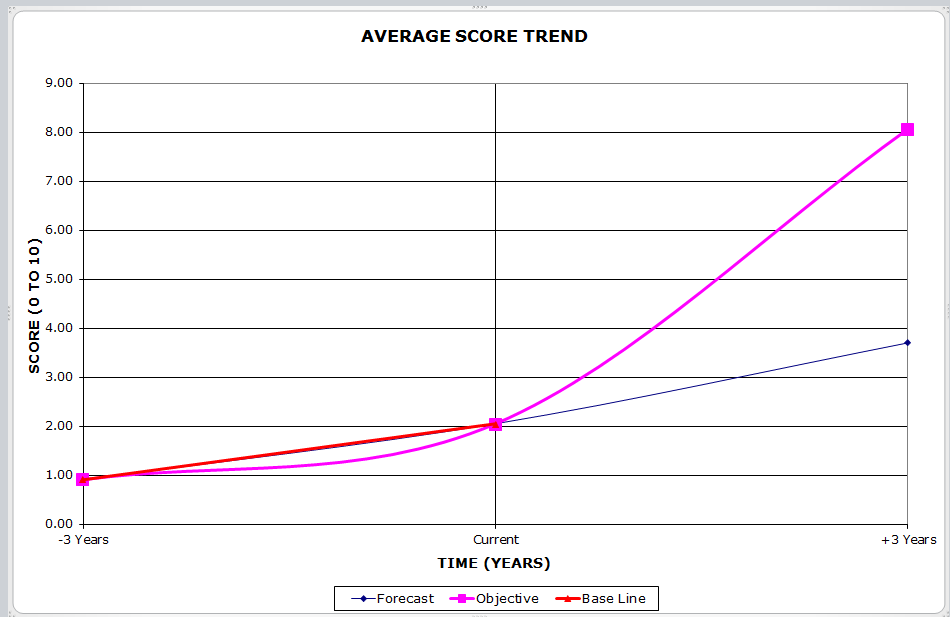 AVERAGE SCORE TREND
9.00
8.00
7.00
6.00
5.00
4.00
3.00
2.00
1.00
0.00
SCORE (0 TO 10)
-3 Years
Current
+3 Years
TIME (YEARS)
Forecast
Objective
Base Line